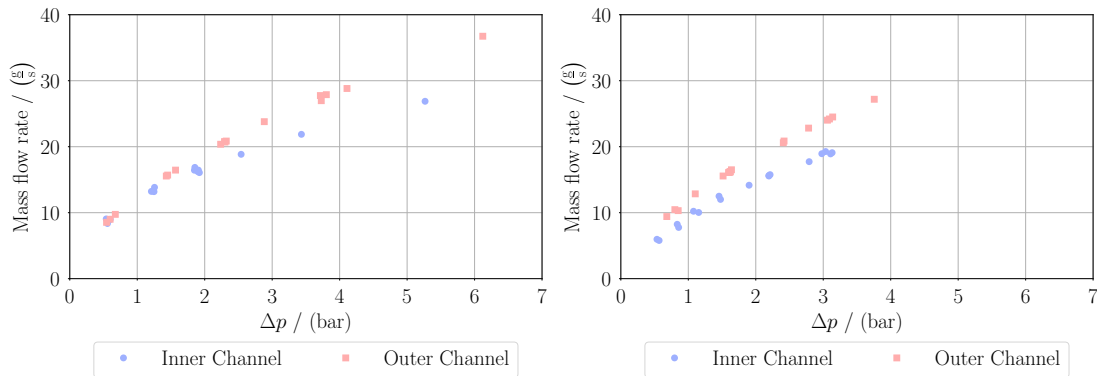 40
30
20
10
0
Mass flow rate / (g/s)
0 1 2 3 4 5 6 7
Δp / (bar)
Inner Channel Outer Channel
40
30
20
10
0
Mass flow rate / (g/s)
0 1 2 3 4 5 6 7
Δp / (bar)
Inner Channel Outer Channel